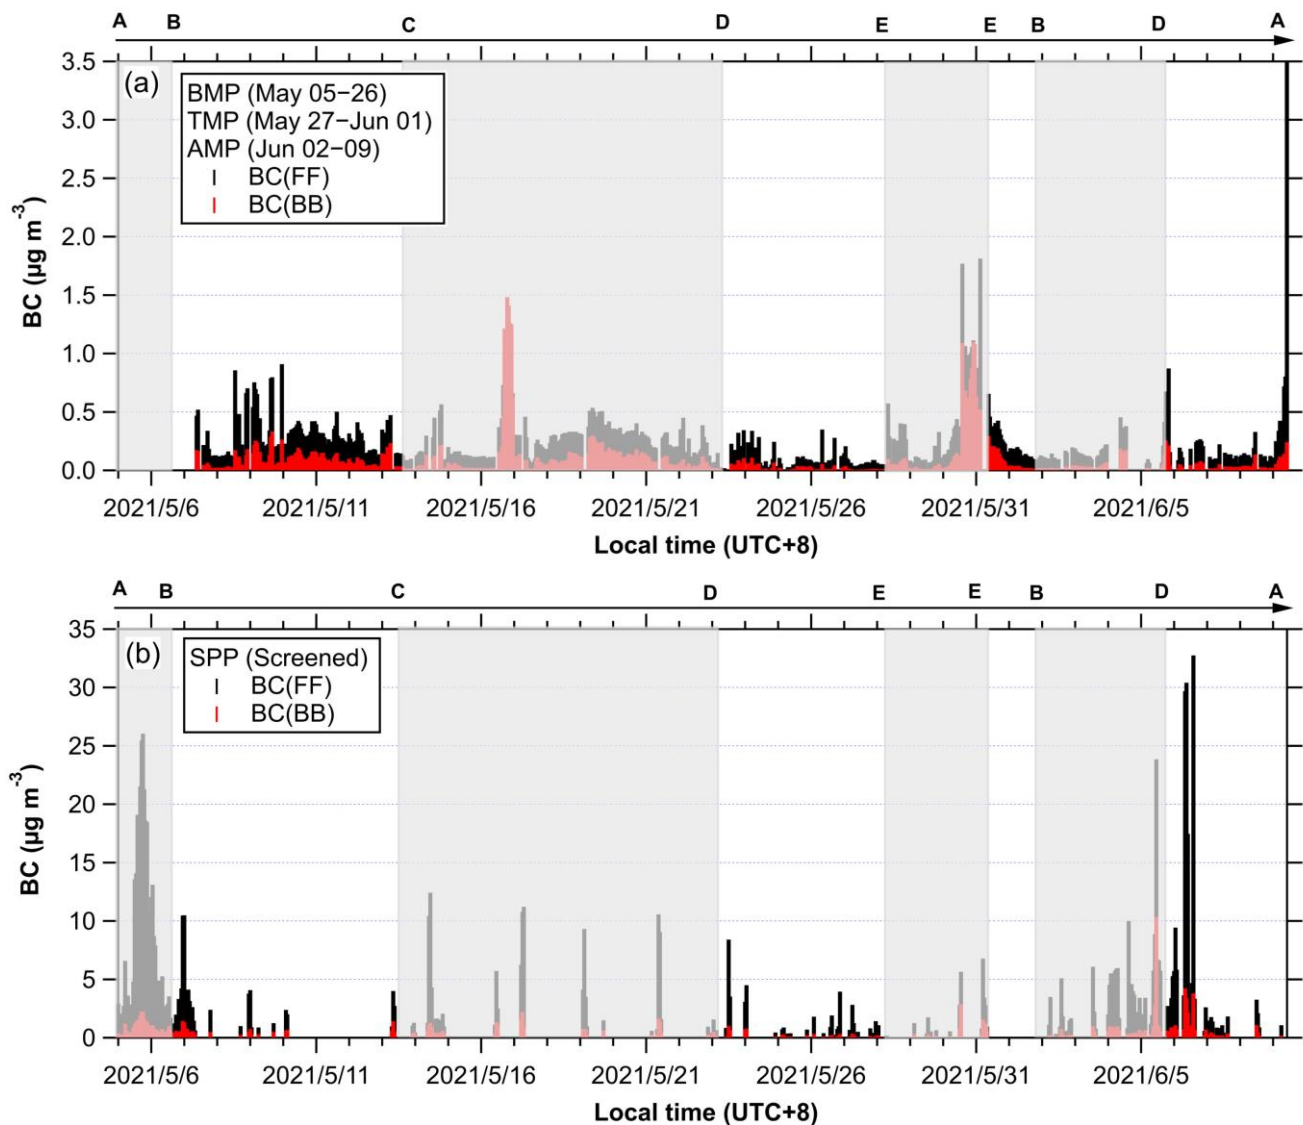 A B C D E E B D A
(a)
BMP (May 05−26)
TMP (May 27−Jun 01)
AMP (Jun 02−09)
BC(FF)
BC(BB)
3.5
3.0
2.5
2.0
1.5
1.0
0.5
0.0
BC (µg m⁻³)
2021/5/6 2021/5/11 2021/5/16 2021/5/21 2021/5/26 2021/5/31 2021/6/5
Local time (UTC+8)
A B C D E E B D A
(b)
SPP (Screened)
BC(FF)
BC(BB)
35
30
25
20
15
10
5
0
BC (µg m⁻³)
2021/5/6 2021/5/11 2021/5/16 2021/5/21 2021/5/26 2021/5/31 2021/6/5
Local time (UTC+8)